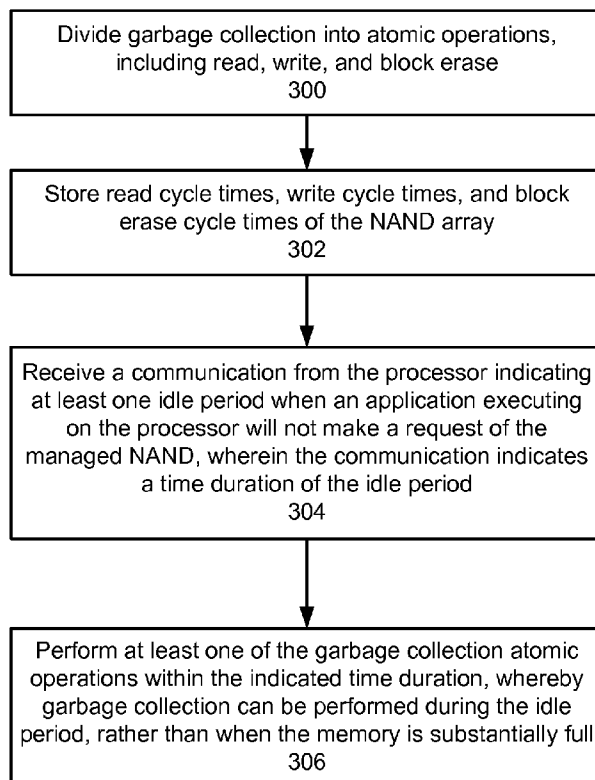 Divide garbage collection into atomic operations,
including read, write, and block erase
300
Store read cycle times, write cycle times, and block
erase cycle times of the NAND array
302
Receive a communication from the processor indicating
at least one idle period when an application executing
on the processor will not make a request of the
managed NAND, wherein the communication indicates
a time duration of the idle period
304
Perform at least one of the garbage collection atomic
operations within the indicated time duration, whereby
garbage collection can be performed during the idle
period, rather than when the memory is substantially full
306